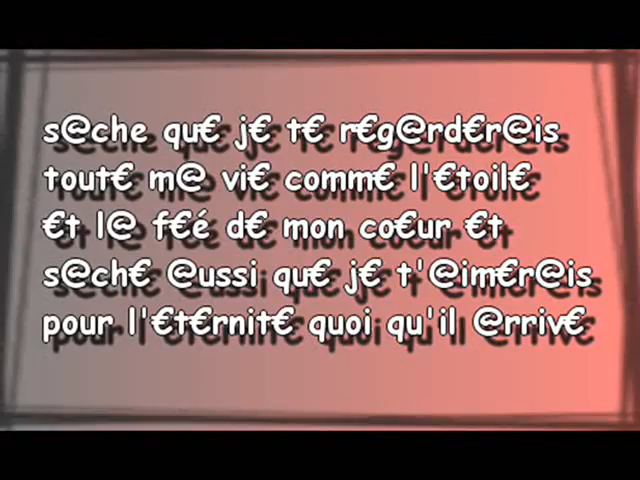 s@che qu€ j€ t€ r€g@rd€r@is
tout€ m@ vi€ comm€ l'€toil€
€t l@ f€é d€ mon co€ur €t
s@ch€ @ussi qu€ j€ t'@im€r@is
pour l'€t€rnit€ quoi qu'il @rriv€